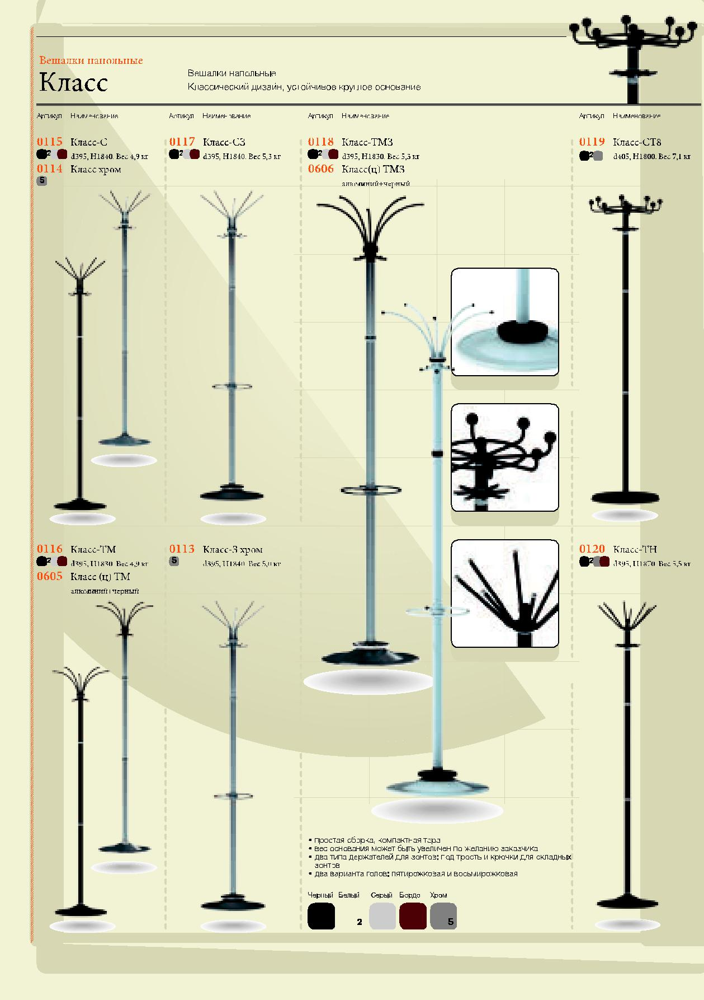 Вешалки напольные
Класс
Вешалки напольные
Классический дизайн, устойчивое круглое основание
Артикул Наименование
Артикул Наименование
Артикул Наименование
Артикул Наименование
0115 Класс-С
2
d395, H1840. Вес 4,9 кг
0114 Класс хром
5
0117 Класс-С3
2
d395, H1840. Вес 5,3 кг
0118 Класс-ТМ3
2
d395, H1830. Вес 5,3 кг
0606 Класс(ц) ТМ3
алюминий+черный
0119 Класс-СТ8
2
d405, H1800. Вес 7,1 кг
0116 Класс-ТМ
2
d395, H1830. Вес 4,9 кг
0605 Класс (ц) ТМ
алюминий+черный
0113 Класс-3 хром
5
d395, H1840. Вес 5,0 кг
0120 Класс-ТН
2
d395, H1870. Вес 5,5 кг
• простая сборка, компактная тара
• вес основания может быть увеличен по желанию заказчика
• два типа держателей для зонтов: под трость и крючки для складных
зонтов
• два варианта голов: пятирожковая и восьмирожковая
Черный Белый Серый Бордо Хром
2 5